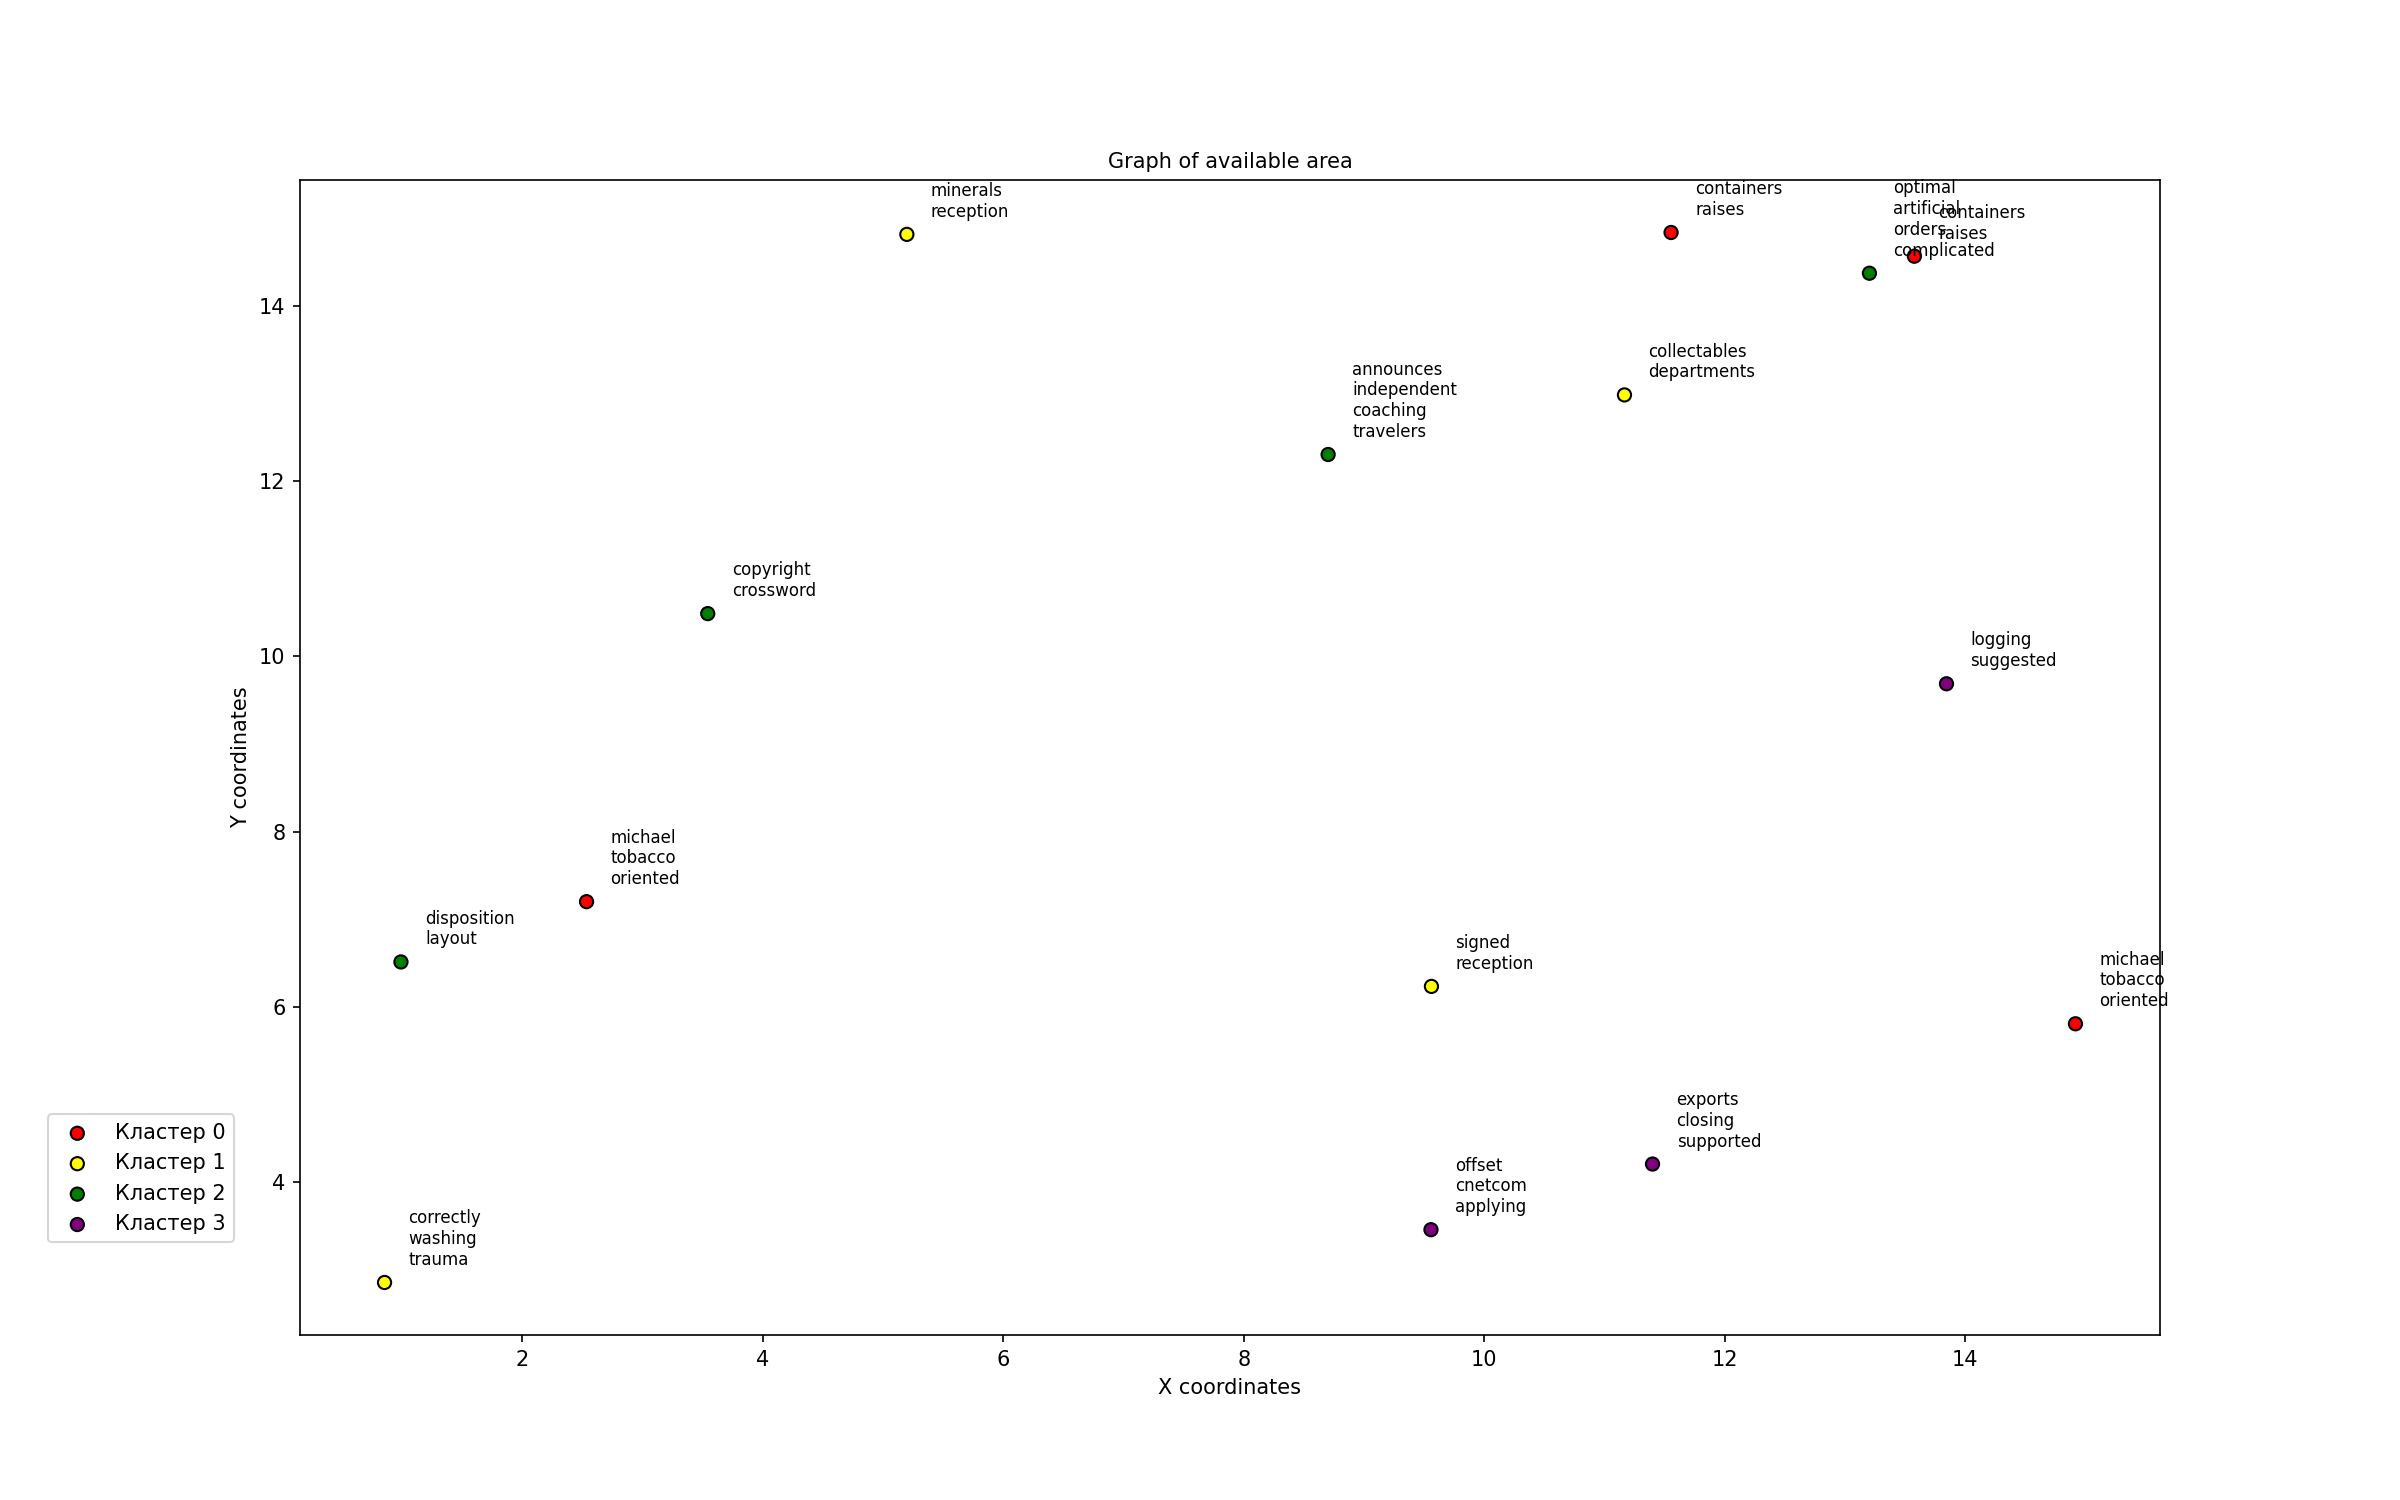 Graph of available area
minerals
reception
containers
raises
optimal
artificial
orders
complicated
containers
raises
14
collectables
departments
announces
independent
coaching
travelers
12
copyright
crossword
logging
suggested
10
Y coordinates
8
michael
tobacco
oriented
disposition
layout
signed
reception
michael
tobacco
oriented
6
exports
closing
supported
Кластер 0
Кластер 1
Кластер 2
Кластер 3
4
offset
cnetcom
applying
correctly
washing
trauma
2 4 6 8 10 12 14
X coordinates